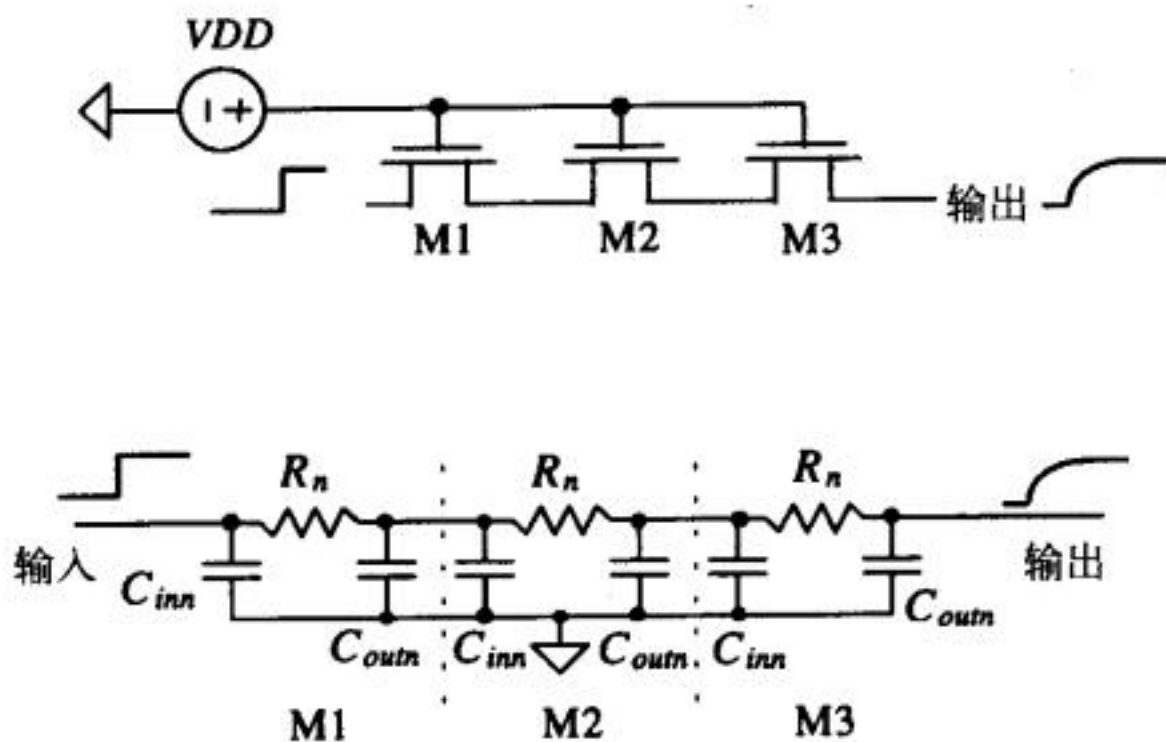 VDD
- +
输出
M1 M2 M3
R_n R_n R_n
输入 输出
C_inn C_outn
C_outn C_inn C_outn C_inn
M1 M2 M3